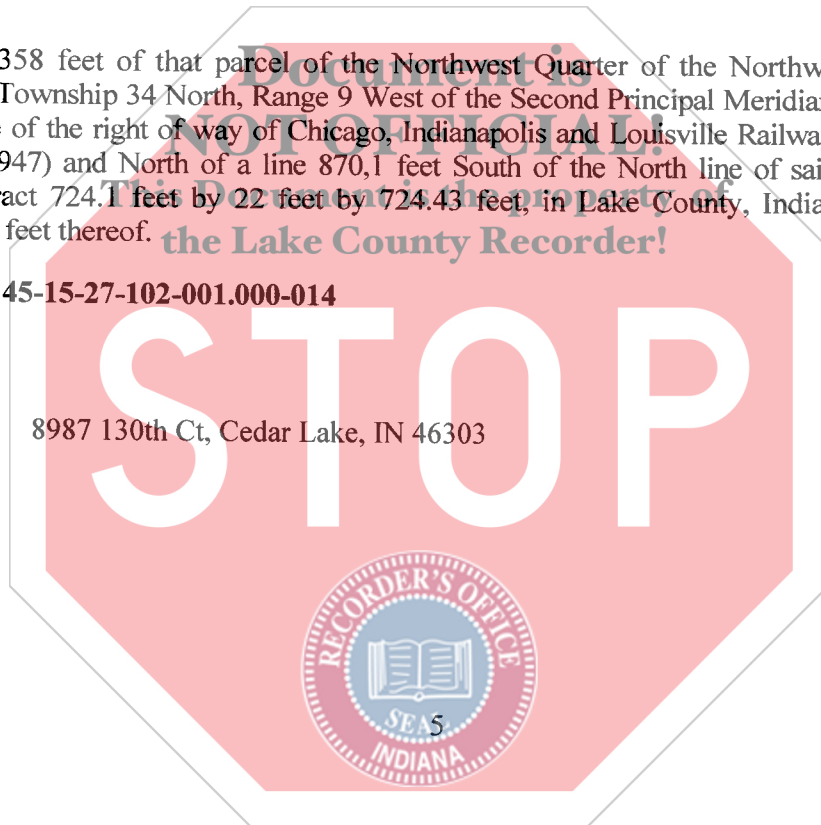 Document is
358 feet of that parcel of the Northwest Quarter of the Northw
Township 34 North, Range 9 West of the Second Principal Meridia
of the right of way of Chicago, Indianapolis and Louisville Railwa
NOT OFFICIAL!
947) and North of a line 870,1 feet South of the North line of sai
This Document is the property of
ract 724.1 feet by 22 feet by 724.43 feet, in Lake County, India
feet thereof.
the Lake County Recorder!
45-15-27-102-001.000-014
STOP
8987 130th Ct, Cedar Lake, IN 46303
RECORDER'S OFFICE
SEAL
5
INDIANA